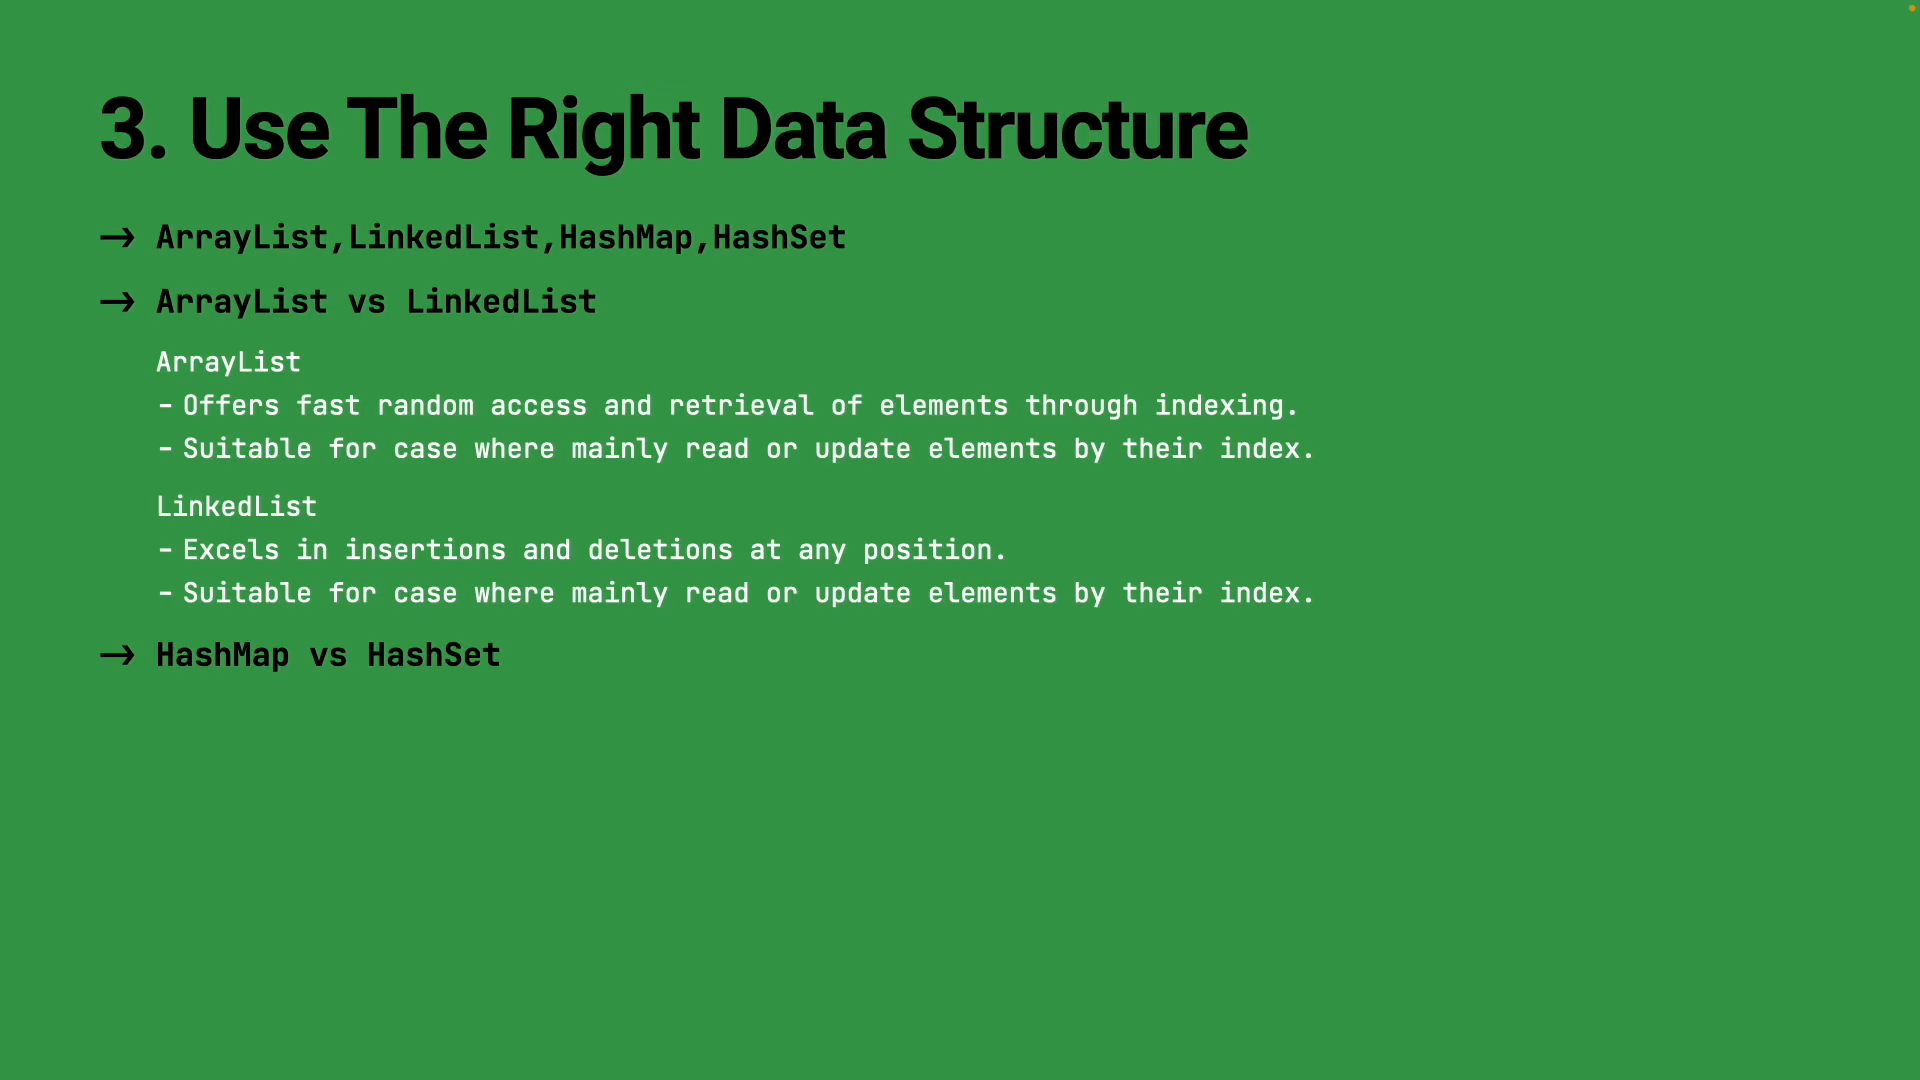 3. Use The Right Data Structure
→ ArrayList,LinkedList,HashMap,HashSet
→ ArrayList vs LinkedList
ArrayList
- Offers fast random access and retrieval of elements through indexing.
- Suitable for case where mainly read or update elements by their index.
LinkedList
- Excels in insertions and deletions at any position.
- Suitable for case where mainly read or update elements by their index.
→ HashMap vs HashSet